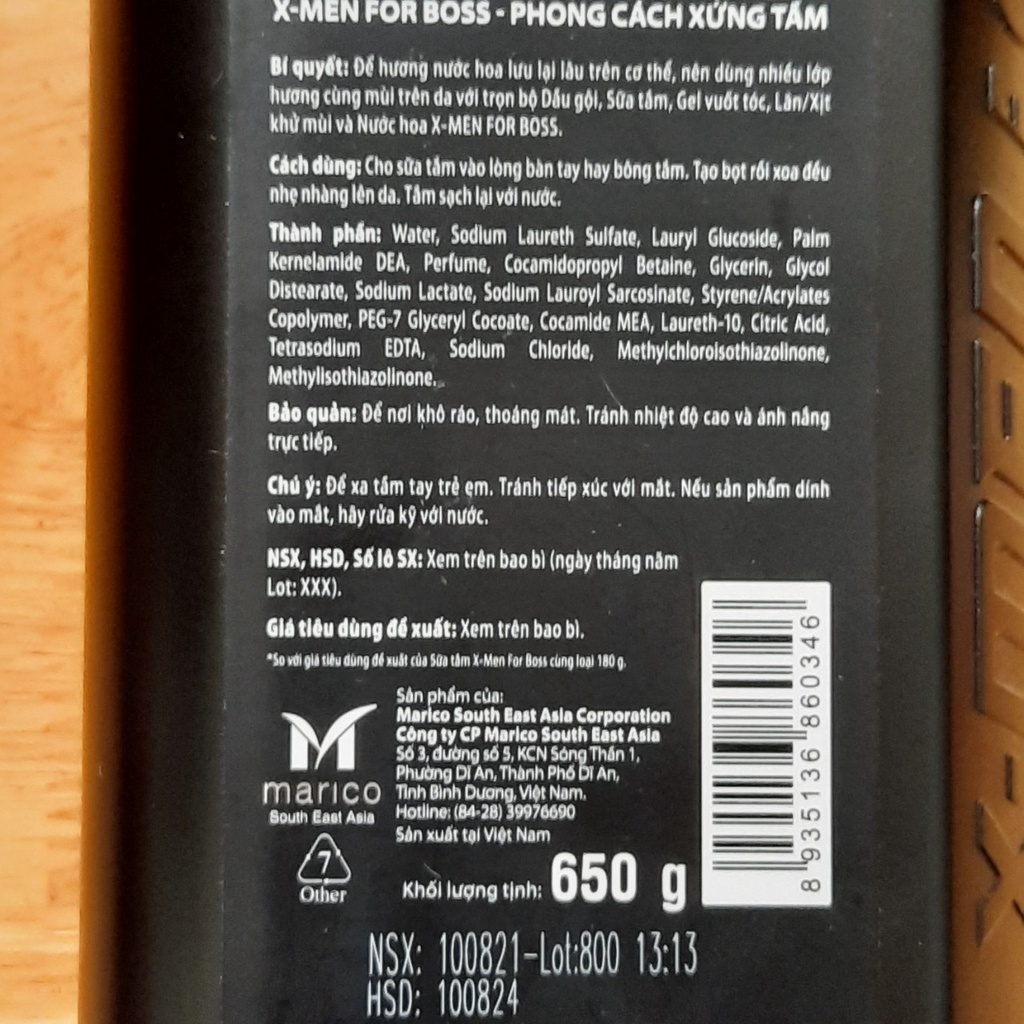 X-MEN FOR BOSS - PHONG CÁCH XỨNG TẦM
Bí quyết: Để hương nước hoa lưu lại lâu trên cơ thể, nên dùng nhiều lớp
hương cùng mùi trên da với trọn bộ Dầu gội, Sữa tắm, Gel vuốt tóc, Lăn/Xịt
khử mùi và Nước hoa X-MEN FOR BOSS.
Cách dùng: Cho sữa tắm vào lòng bàn tay hay bông tắm. Tạo bọt rồi xoa đều
nhẹ nhàng lên da. Tắm sạch lại với nước.
Thành phần: Water, Sodium Laureth Sulfate, Lauryl Glucoside, Palm
Kernelamide DEA, Perfume, Cocamidopropyl Betaine, Glycerin, Glycol
Distearate, Sodium Lactate, Sodium Lauroyl Sarcosinate, Styrene/Acrylates
Copolymer, PEG-7 Glyceryl Cocoate, Cocamide MEA, Laureth-10, Citric Acid,
Tetrasodium EDTA, Sodium Chloride, Methylchloroisothiazolinone,
Methylisothiazolinone.
Bảo quản: Để nơi khô ráo, thoáng mát. Tránh nhiệt độ cao và ánh nắng
trực tiếp.
Chú ý: Để xa tầm tay trẻ em. Tránh tiếp xúc với mắt. Nếu sản phẩm dính
vào mắt, hãy rửa kỹ với nước.
NSX, HSD, Số lô SX: Xem trên bao bì (ngày tháng năm
Lot: XXX).
Giá tiêu dùng đề xuất: Xem trên bao bì.
*So với giá tiêu dùng đề xuất của Sữa tắm X-Men For Boss cùng loại 180 g.
Sản phẩm của:
Marico South East Asia Corporation
Công ty CP Marico South East Asia
Số 3, đường số 5, KCN Sóng Thần 1,
Phường Dĩ An, Thành Phố Dĩ An,
Tỉnh Bình Dương, Việt Nam.
Hotline: (84-28) 39976690
Sản xuất tại Việt Nam
marico
South East Asia
7
Other
Khối lượng tịnh: 650 g
8 935136 860346
NSX: 100821-Lot:800 13:13
HSD: 100824